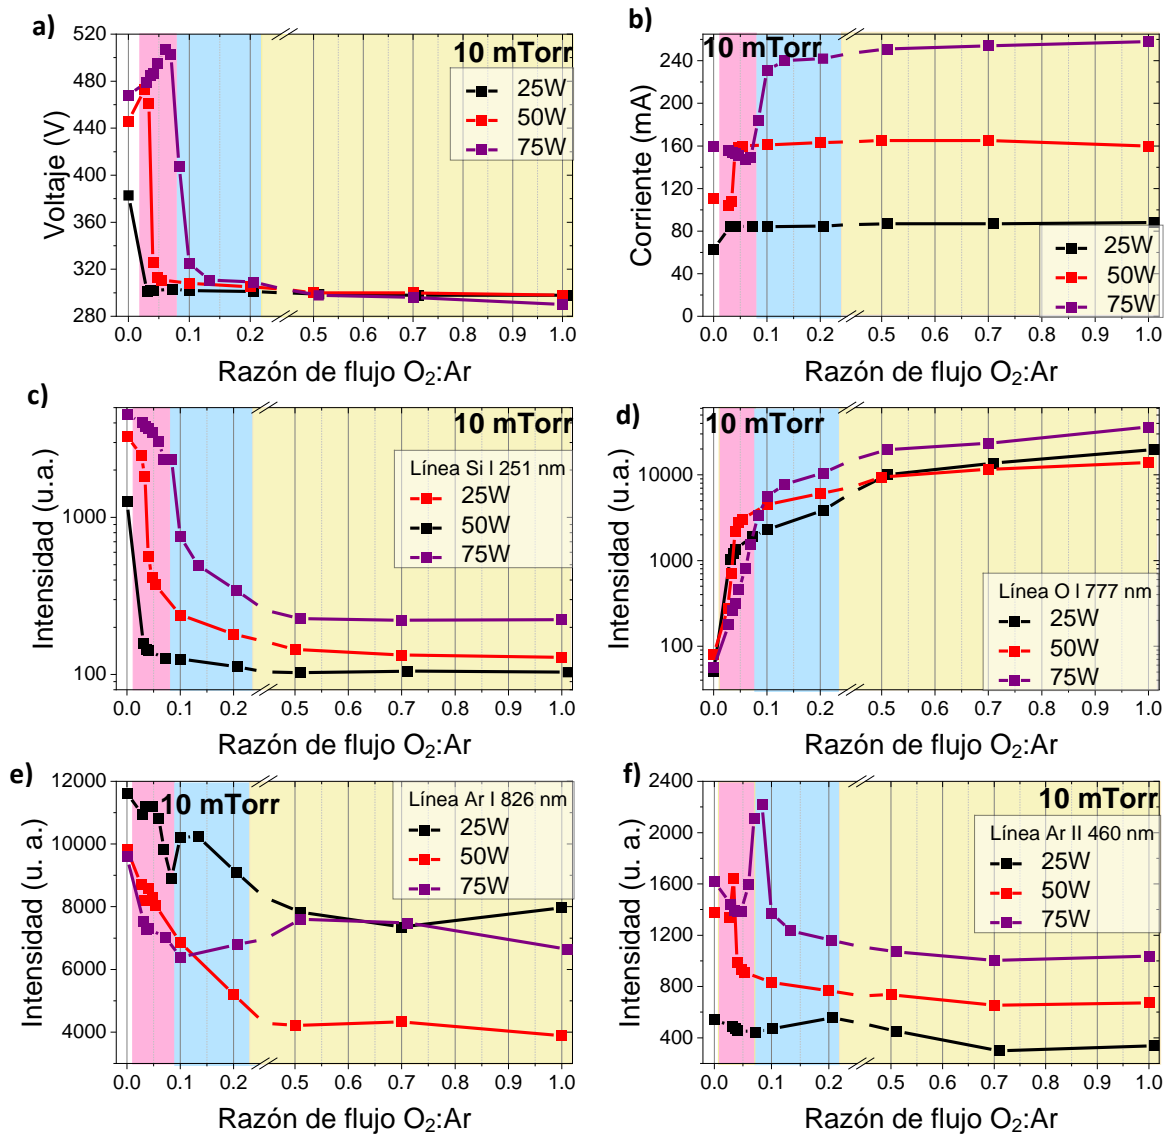 a)
10 mTorr
25W
50W
75W
520
480
440
400
360
320
280
Voltaje (V)
0.0 0.1 0.2 0.5 0.6 0.7 0.8 0.9 1.0
Razón de flujo O₂:Ar
b)
10 mTorr
25W
50W
75W
240
200
160
120
80
40
0
Corriente (mA)
0.0 0.1 0.2 0.5 0.6 0.7 0.8 0.9 1.0
Razón de flujo O₂:Ar
c)
10 mTorr
Línea Si I 251 nm
25W
50W
75W
1000
100
Intensidad (u.a.)
0.0 0.1 0.2 0.5 0.6 0.7 0.8 0.9 1.0
Razón de flujo O₂:Ar
d)
10 mTorr
Línea O I 777 nm
25W
50W
75W
10000
1000
100
Intensidad (u.a.)
0.0 0.1 0.2 0.5 0.6 0.7 0.8 0.9 1.0
Razón de flujo O₂:Ar
e)
10 mTorr
Línea Ar I 826 nm
25W
50W
75W
12000
10000
8000
6000
4000
Intensidad (u. a.)
0.0 0.1 0.2 0.5 0.6 0.7 0.8 0.9 1.0
Razón de flujo O₂:Ar
f)
10 mTorr
Línea Ar II 460 nm
25W
50W
75W
2400
2000
1600
1200
800
400
Intensidad (u. a.)
0.0 0.1 0.2 0.5 0.6 0.7 0.8 0.9 1.0
Razón de flujo O₂:Ar